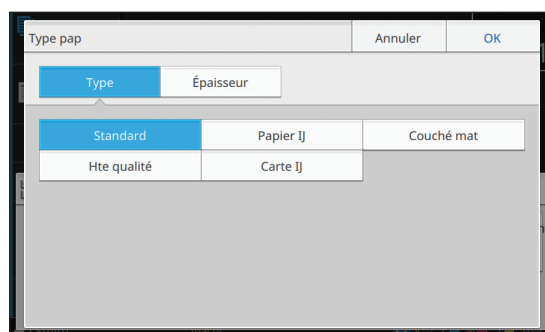 Type pap Annuler OK
Type Épaisseur
Standard Papier IJ Couché mat
Hte qualité Carte IJ